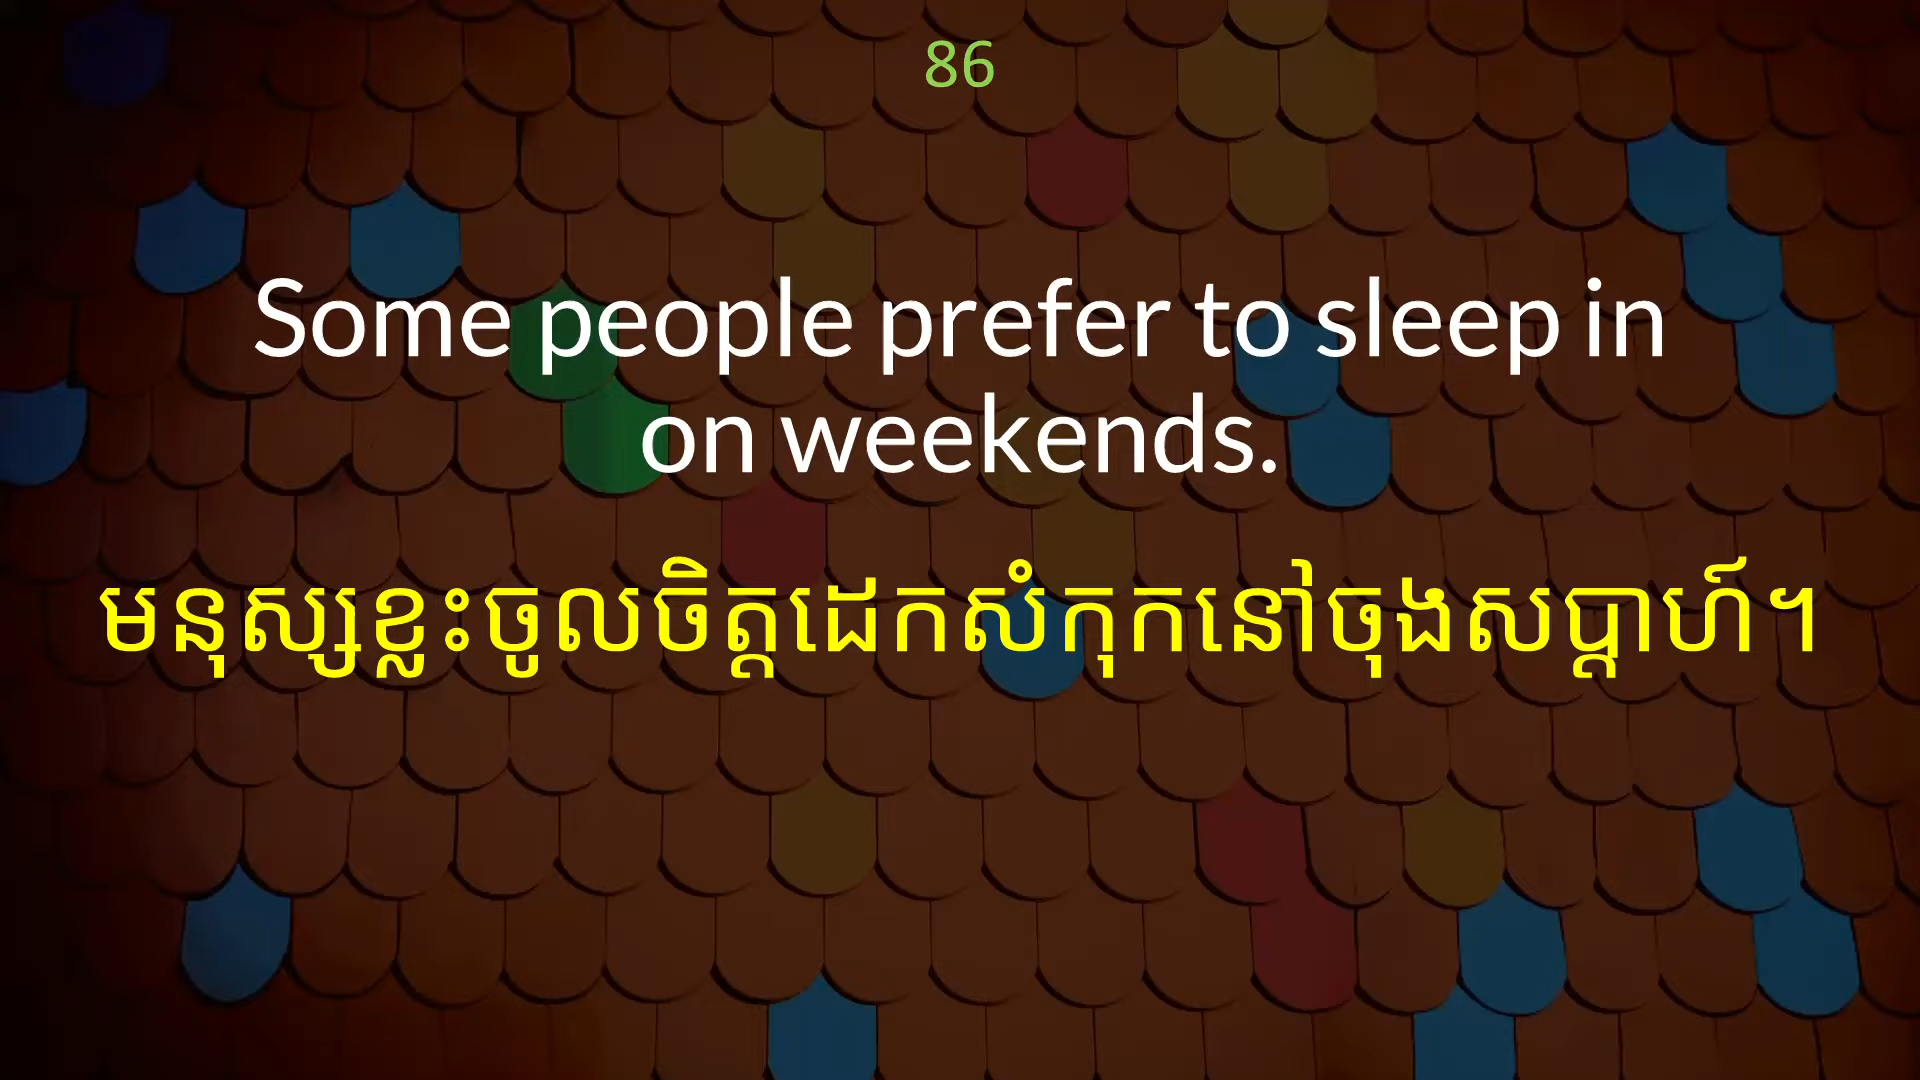 86
Some people prefer to sleep in
on weekends.
មនុស្សខ្លះចូលចិត្តដេកសំកុកនៅចុងសប្តាហ៍។